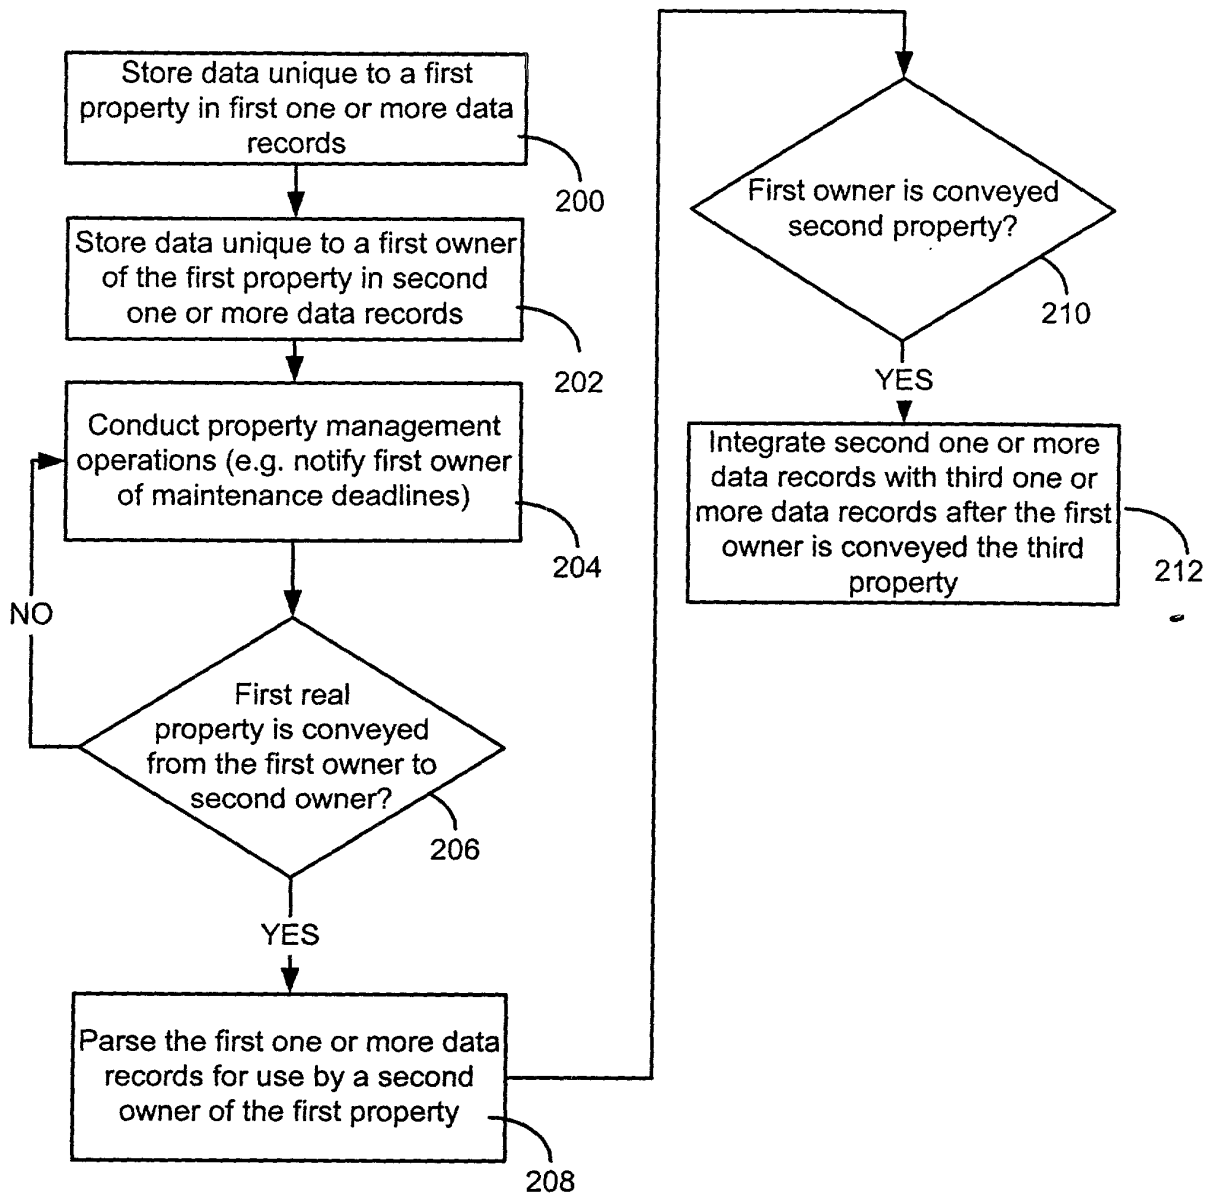 Store data unique to a first
property in first one or more data
records
200
Store data unique to a first owner
of the first property in second
one or more data records
202
Conduct property management
operations (e.g. notify first owner
of maintenance deadlines)
204
NO
First real
property is conveyed
from the first owner to
second owner?
206
YES
Parse the first one or more data
records for use by a second
owner of the first property
208
First owner is conveyed
second property?
210
YES
Integrate second one or more
data records with third one or
more data records after the first
owner is conveyed the third
property
212